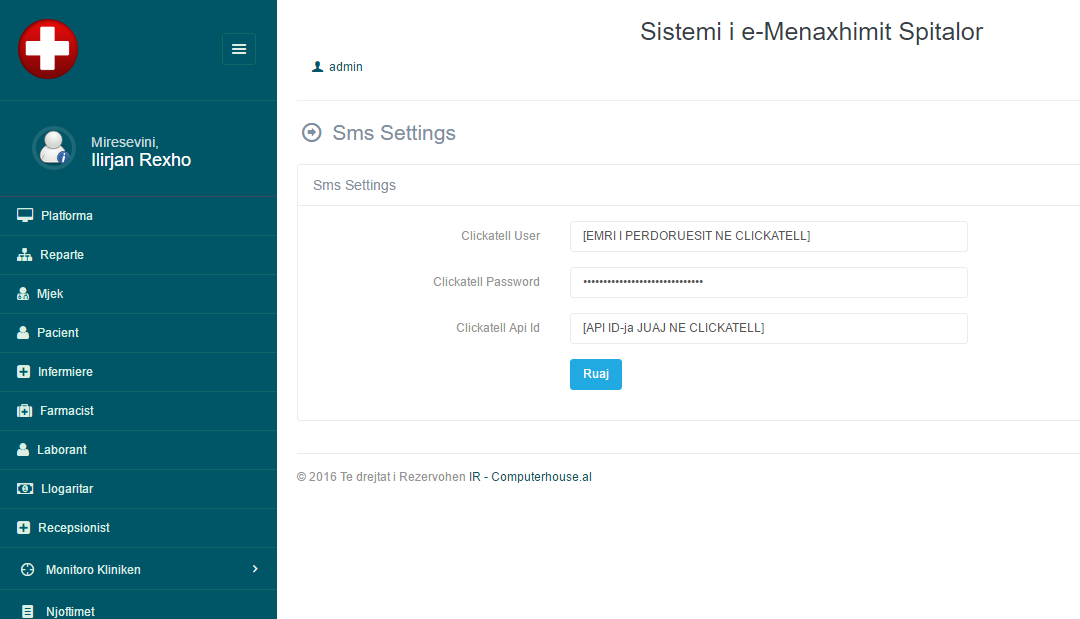 Sistemi i e-Menaxhimit Spitalor
admin
Miresevini,
Ilirjan Rexho
Platforma
Reparte
Mjek
Pacient
Infermiere
Farmacist
Laborant
Llogaritar
Recepsionist
Monitoro Kliniken
Njoftimet
Sms Settings
Sms Settings
Clickatell User
[EMRI I PERDORUESIT NE CLICKATELL]
Clickatell Password
••••••••••••••••••••••••••••••
Clickatell Api Id
[API ID-ja JUAJ NE CLICKATELL]
Ruaj
© 2016 Te drejtat i Rezervohen IR - Computerhouse.al